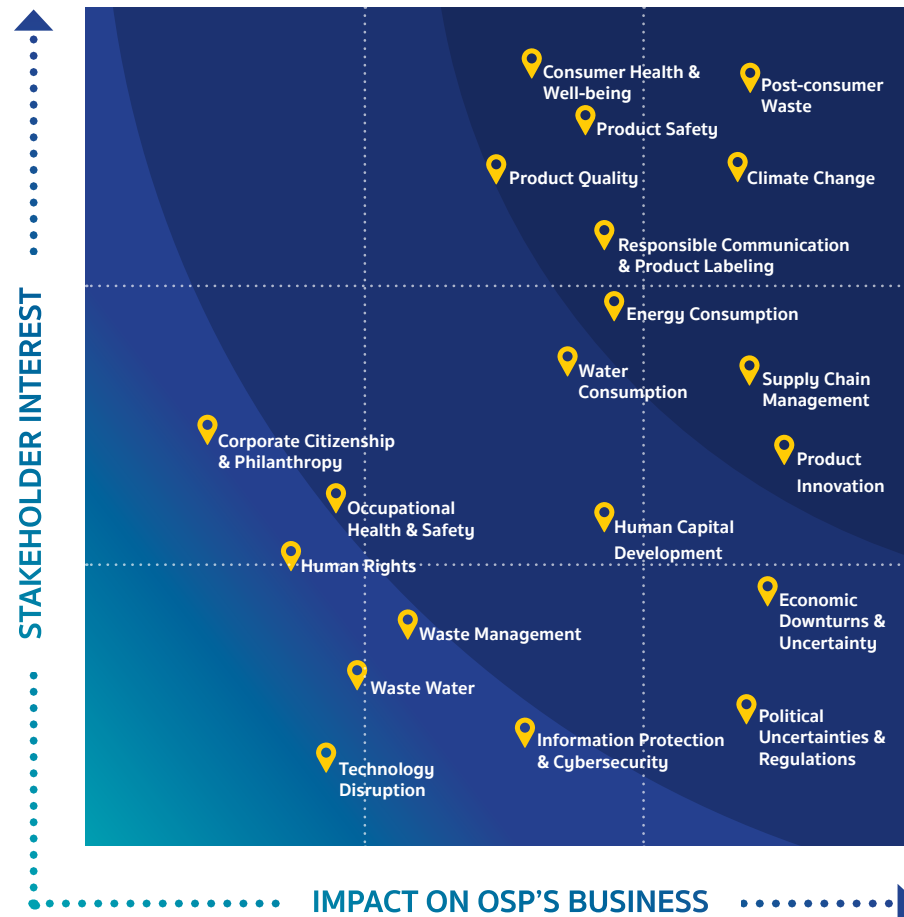 Consumer Health &
Well-being
Post-consumer
Waste
Product Safety
Product Quality
Climate Change
Responsible Communication
& Product Labeling
Energy Consumption
Water
Consumption
Supply Chain
Management
Corporate Citizenship
& Philanthropy
Product
Innovation
Occupational
Health & Safety
Human Capital
Development
Human Rights
Economic
Downturns &
Uncertainty
Waste Management
Waste Water
Political
Uncertainties &
Regulations
Information Protection
& Cybersecurity
Technology
Disruption
STAKEHOLDER INTEREST
IMPACT ON OSP'S BUSINESS